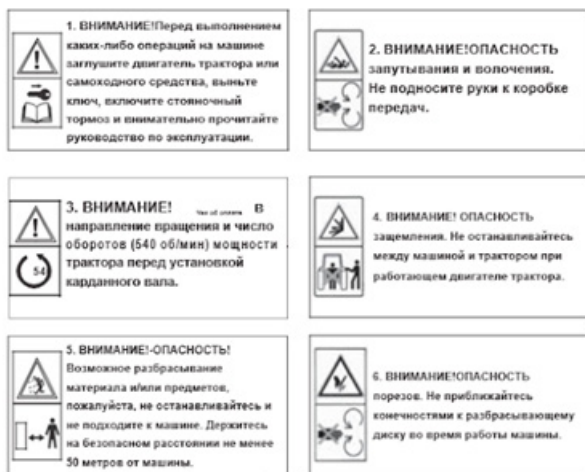 1. ВНИМАНИЕ!Перед выполнением
каких-либо операций на машине
заглушите двигатель трактора или
самоходного средства, выньте
ключ, включите стояночный
тормоз и внимательно прочитайте
руководство по эксплуатации.
2. ВНИМАНИЕ!ОПАСНОСТЬ
запутывания и волочения.
Не подносите руки к коробке
передач.
3. ВНИМАНИЕ! В
направление вращения и число
оборотов (540 об/мин) мощности
трактора перед установкой
карданного вала.
54
4. ВНИМАНИЕ! ОПАСНОСТЬ
защемления. Не останавливайтесь
между машиной и трактором при
работающем двигателе трактора.
5. ВНИМАНИЕ!-ОПАСНОСТЬ!
Возможное разбрасывание
материала и/или предметов,
пожалуйста, не останавливайтесь и
не подходите к машине. Держитесь
на безопасном расстоянии не менее
50 метров от машины.
6. ВНИМАНИЕ!ОПАСНОСТЬ
порезов. Не приближайтесь
конечностями к разбрасывающему
диску во время работы машины.